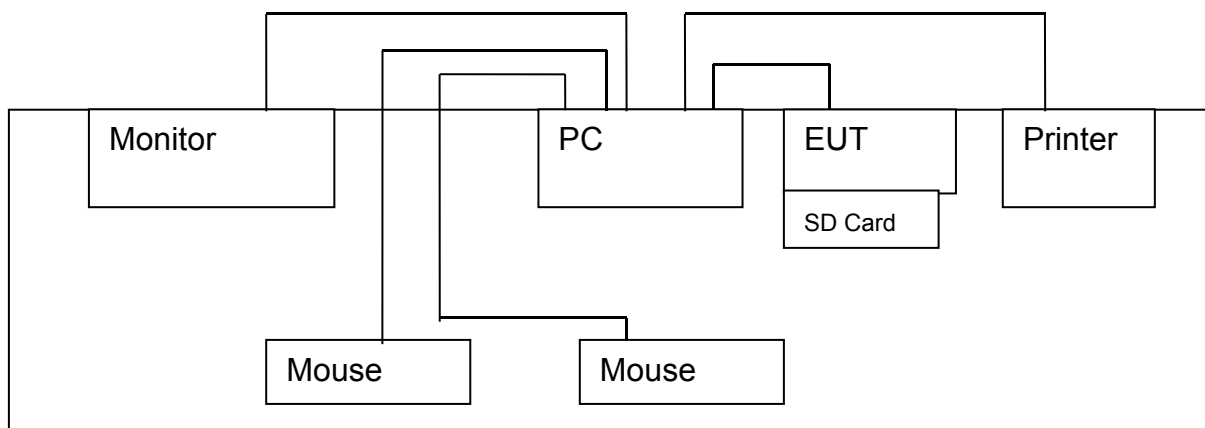 Monitor
PC
EUT
Printer
SD Card
Mouse
Mouse